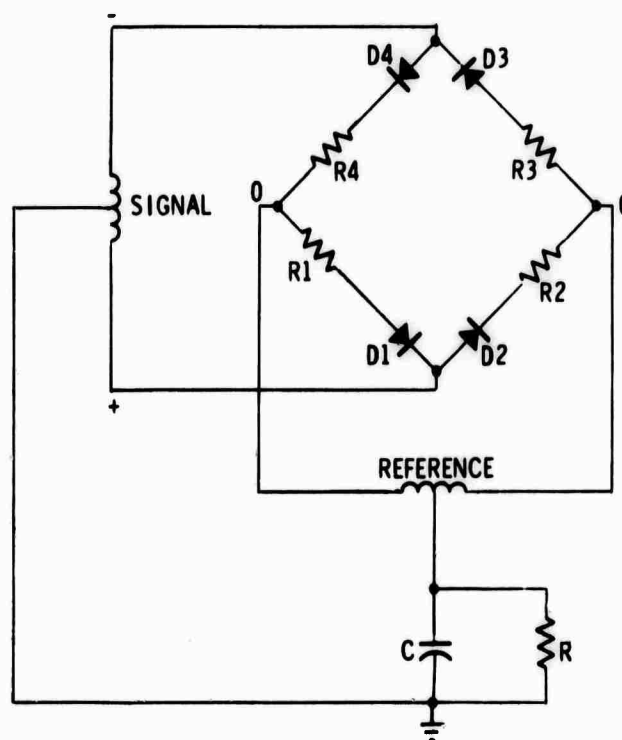 -
D4 D3
R4 R3
0
SIGNAL
R1 R2
D1 D2
+
REFERENCE
C R